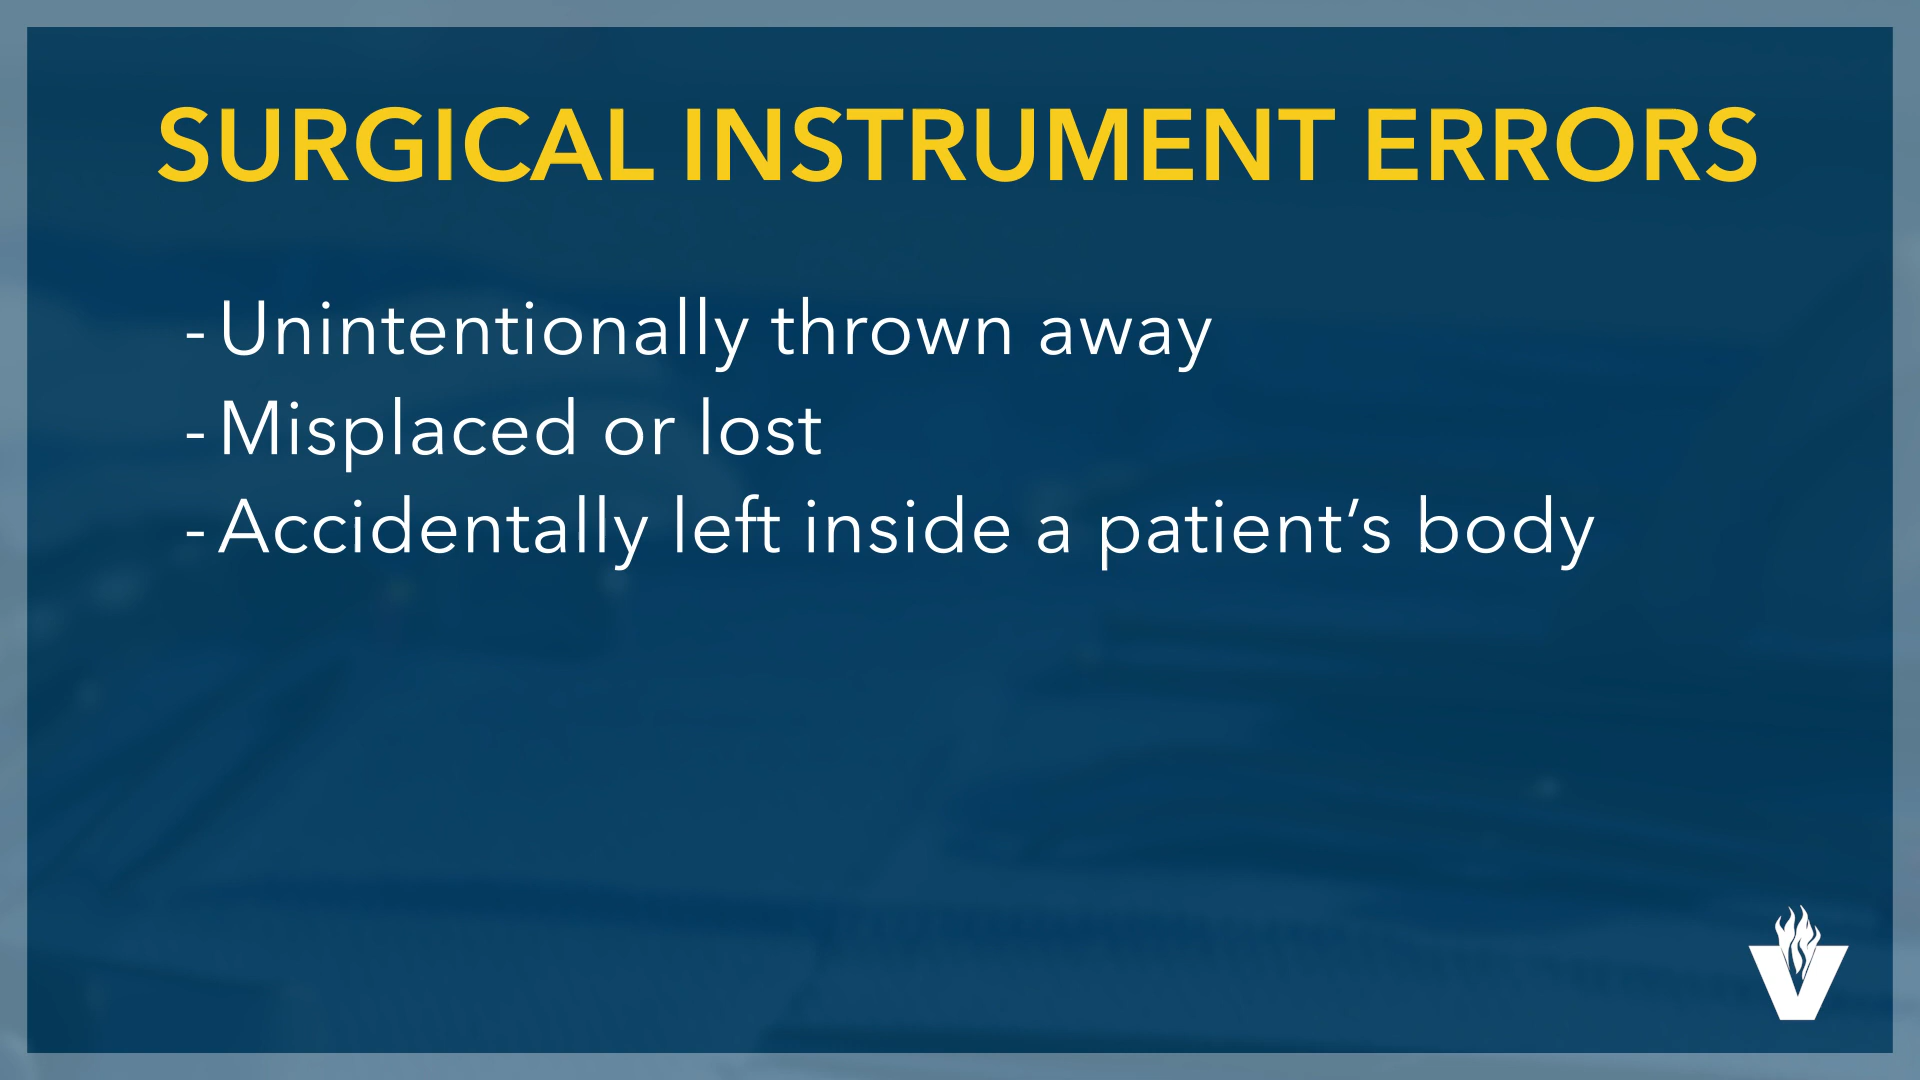 SURGICAL INSTRUMENT ERRORS
- Unintentionally thrown away
- Misplaced or lost
- Accidentally left inside a patient’s body
V